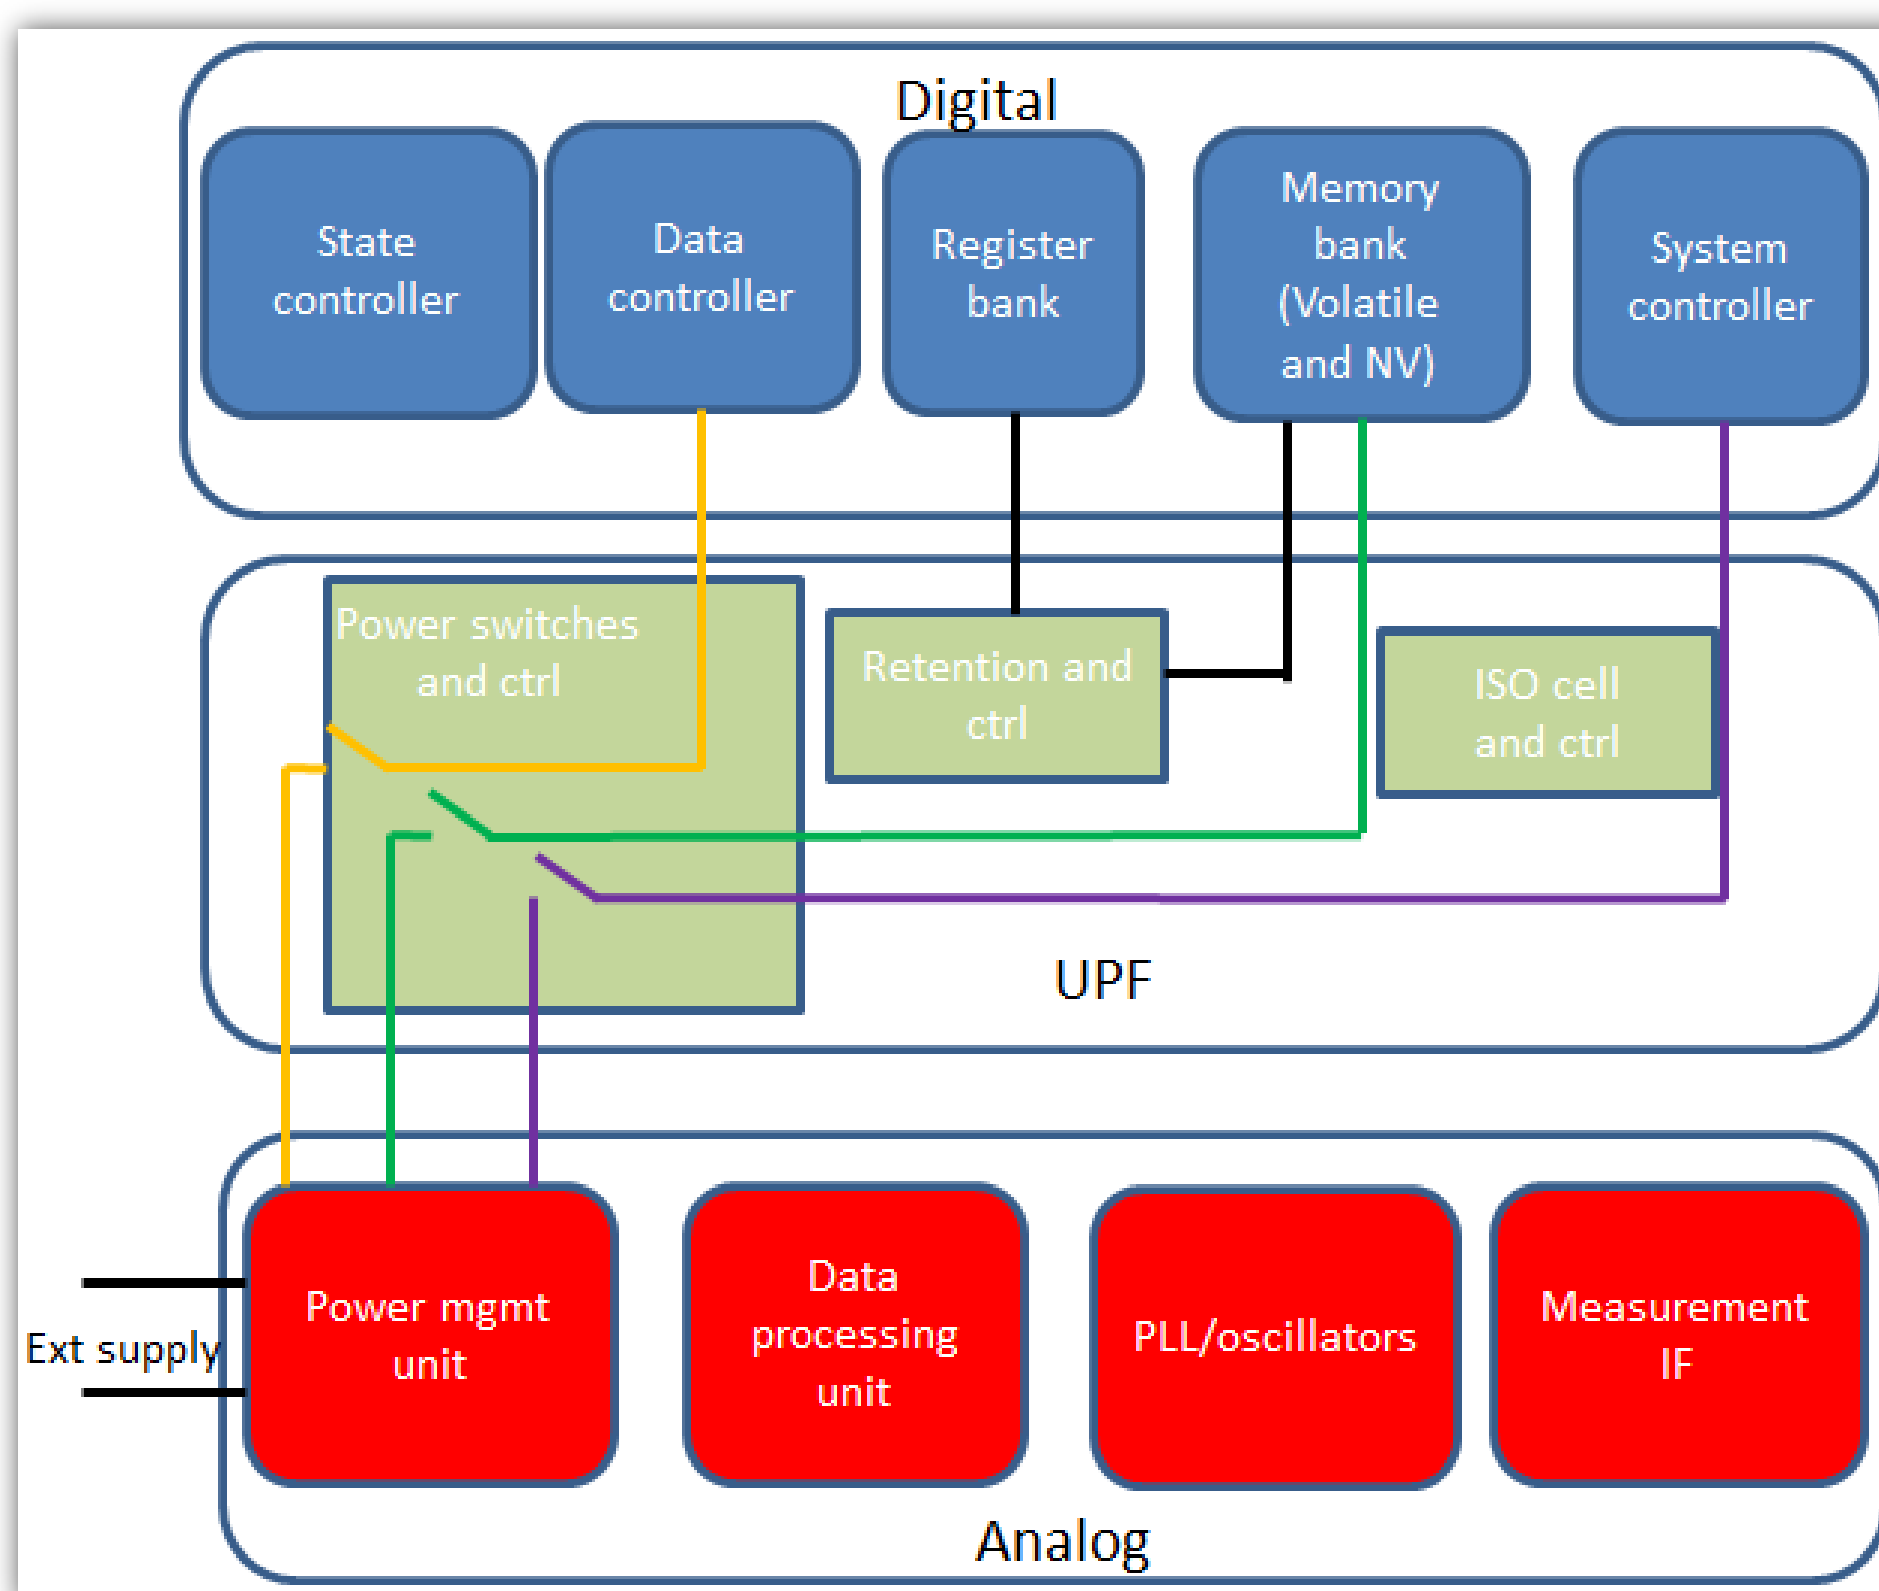 Digital
State
controller
Data
controller
Register
bank
Memory
bank
(Volatile
and NV)
System
controller
Power switches
and ctrl
Retention and
ctrl
ISO cell
and ctrl
UPF
Ext supply
Power mgmt
unit
Data
processing
unit
PLL/oscillators
Measurement
IF
Analog